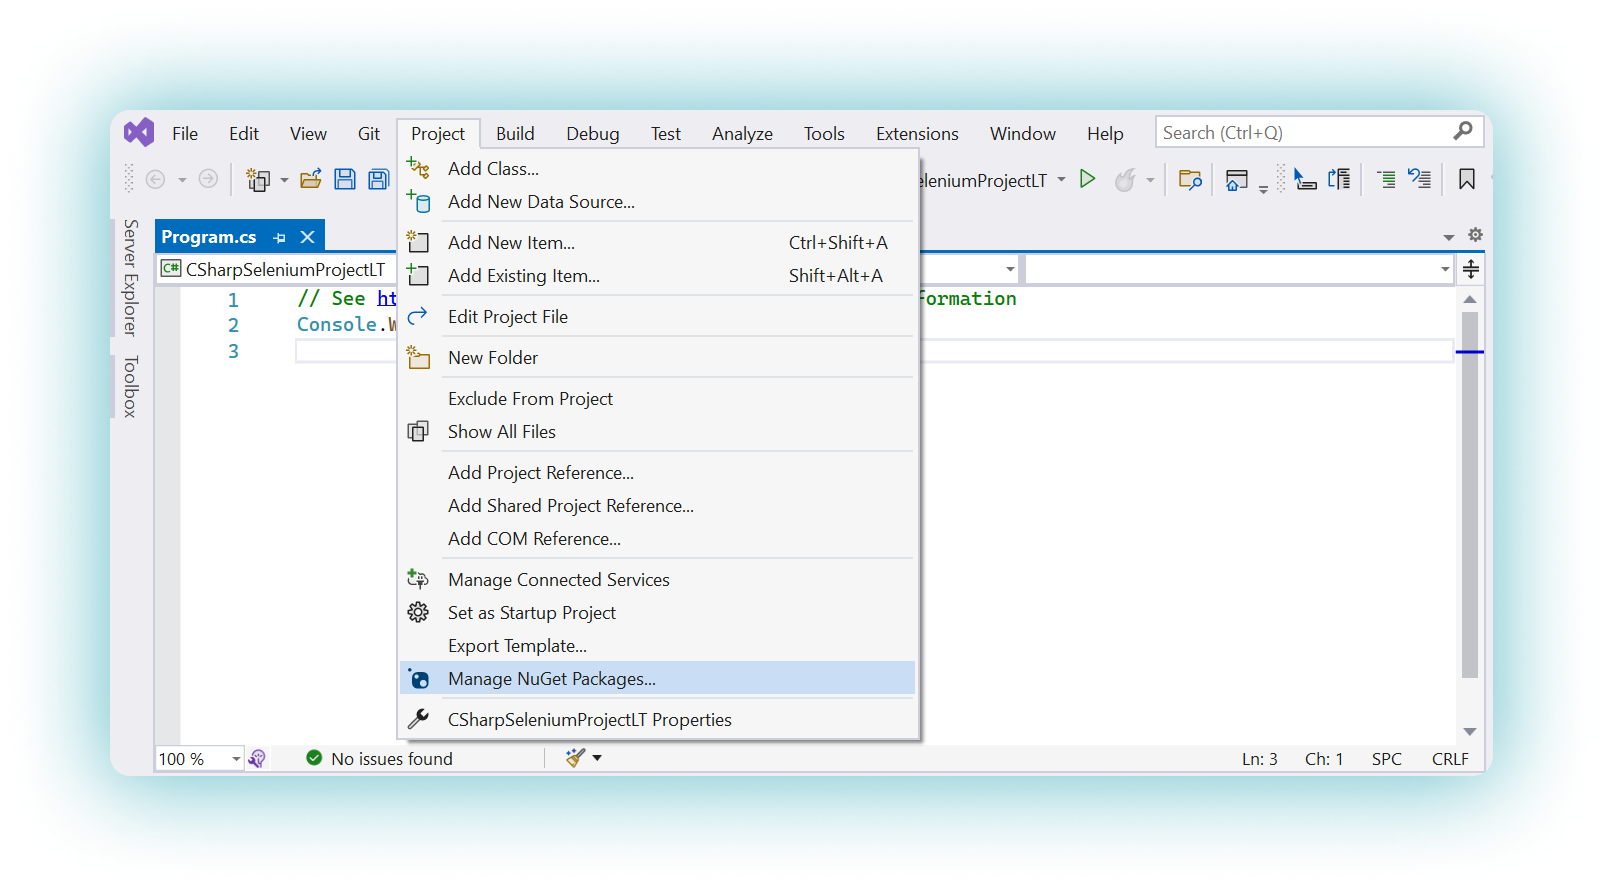 File Edit View Git Project Build Debug Test Analyze Tools Extensions Window Help Search (Ctrl+Q)
Add Class...
eleniumProjectLT
Add New Data Source...
Server Explorer
Toolbox
Program.cs
Add New Item... Ctrl+Shift+A
C# CSharpSeleniumProjectLT
Add Existing Item... Shift+Alt+A
1 // See ht formation
2 Console.W
3
Edit Project File
New Folder
Exclude From Project
Show All Files
Add Project Reference...
Add Shared Project Reference...
Add COM Reference...
Manage Connected Services
Set as Startup Project
Export Template...
Manage NuGet Packages...
CSharpSeleniumProjectLT Properties
100 % No issues found Ln: 3 Ch: 1 SPC CRLF